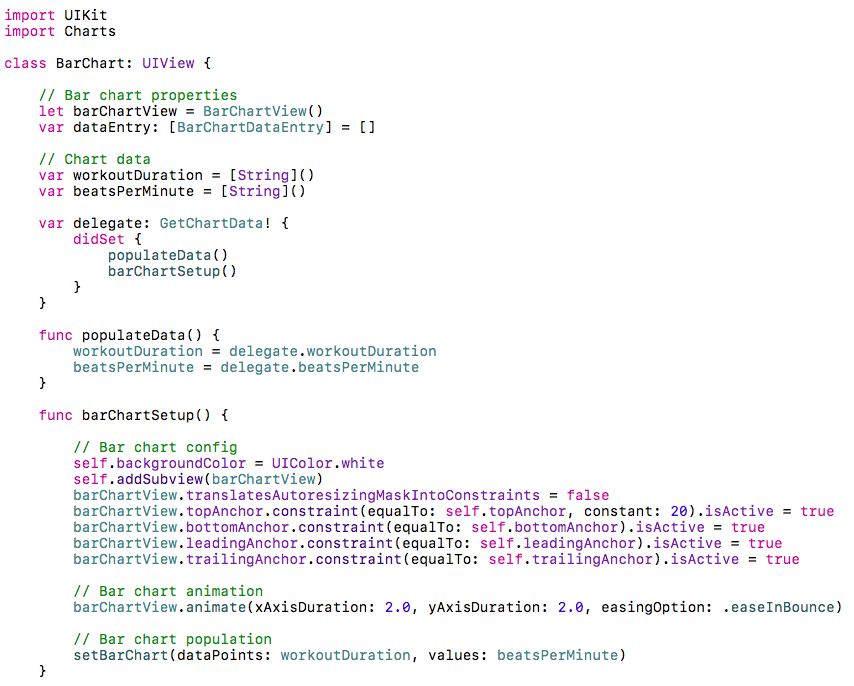 import UIKit
import Charts

class BarChart: UIView {

    // Bar chart properties
    let barChartView = BarChartView()
    var dataEntry: [BarChartDataEntry] = []

    // Chart data
    var workoutDuration = [String]()
    var beatsPerMinute = [String]()

    var delegate: GetChartData! {
        didSet {
            populateData()
            barChartSetup()
        }
    }

    func populateData() {
        workoutDuration = delegate.workoutDuration
        beatsPerMinute = delegate.beatsPerMinute
    }

    func barChartSetup() {

        // Bar chart config
        self.backgroundColor = UIColor.white
        self.addSubview(barChartView)
        barChartView.translatesAutoresizingMaskIntoConstraints = false
        barChartView.topAnchor.constraint(equalTo: self.topAnchor, constant: 20).isActive = true
        barChartView.bottomAnchor.constraint(equalTo: self.bottomAnchor).isActive = true
        barChartView.leadingAnchor.constraint(equalTo: self.leadingAnchor).isActive = true
        barChartView.trailingAnchor.constraint(equalTo: self.trailingAnchor).isActive = true

        // Bar chart animation
        barChartView.animate(xAxisDuration: 2.0, yAxisDuration: 2.0, easingOption: .easeInBounce)

        // Bar chart population
        setBarChart(dataPoints: workoutDuration, values: beatsPerMinute)
    }